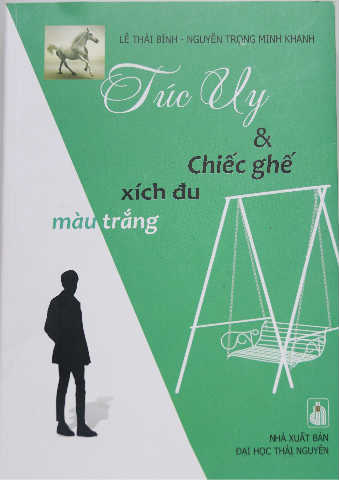 LÊ THÁI BÌNH - NGUYỄN TRỌNG MINH KHANH
Túc Uy
&
Chiếc ghế
xích đu
màu trắng
NHÀ XUẤT BẢN
ĐẠI HỌC THÁI NGUYÊN